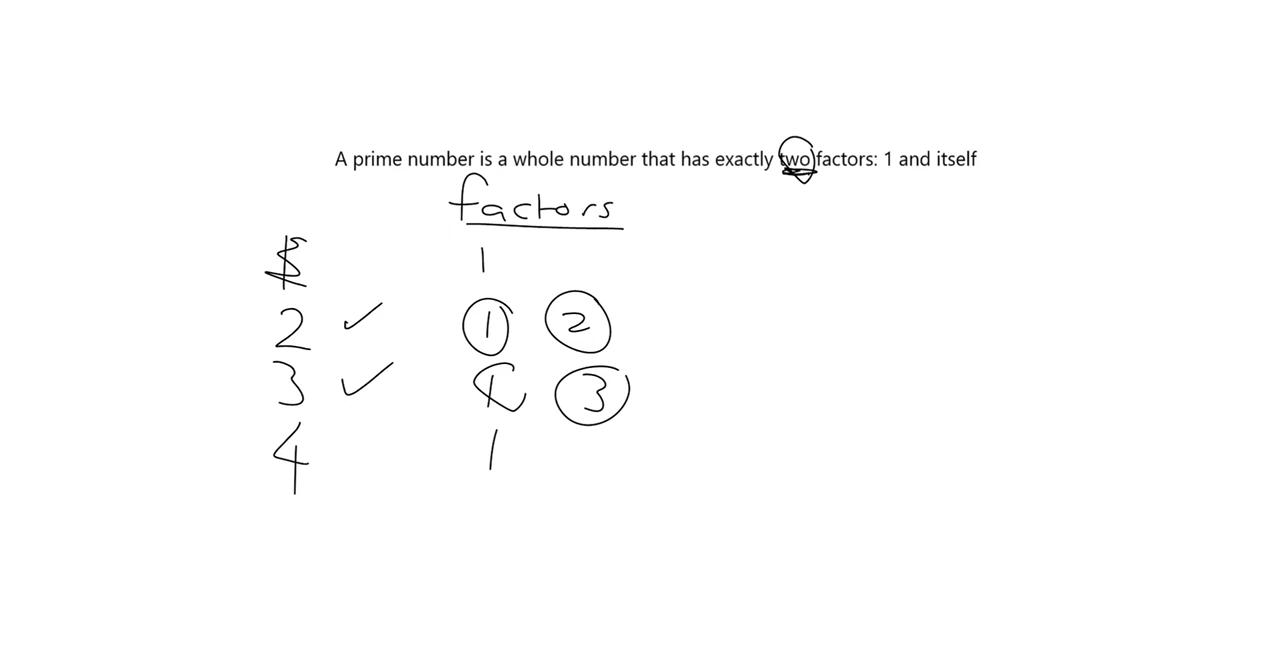 A prime number is a whole number that has exactly two factors: 1 and itself
factors
1
2 ✓ 1 2
3 ✓ 1 3
4 1